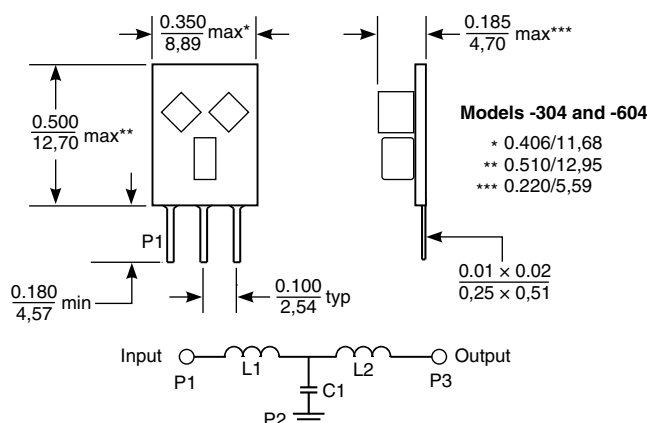 0.350
8,89 max*
0.185
4,70 max***
0.500
12,70 max**
Models -304 and -604
* 0.406/11,68
** 0.510/12,95
*** 0.220/5,59
P1
0.180
4,57 min
0.100
2,54 typ
0.01 × 0.02
0,25 × 0,51
Input
P1
L1
L2
C1
P2
P3
Output